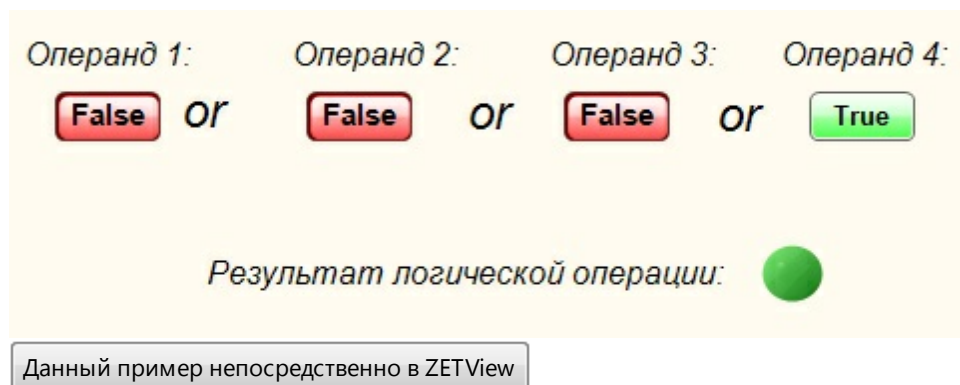 Операнд 1: Операнд 2: Операнд 3: Операнд 4:
False or False or False or True
Результат логической операции:
Данный пример непосредственно в ZETView